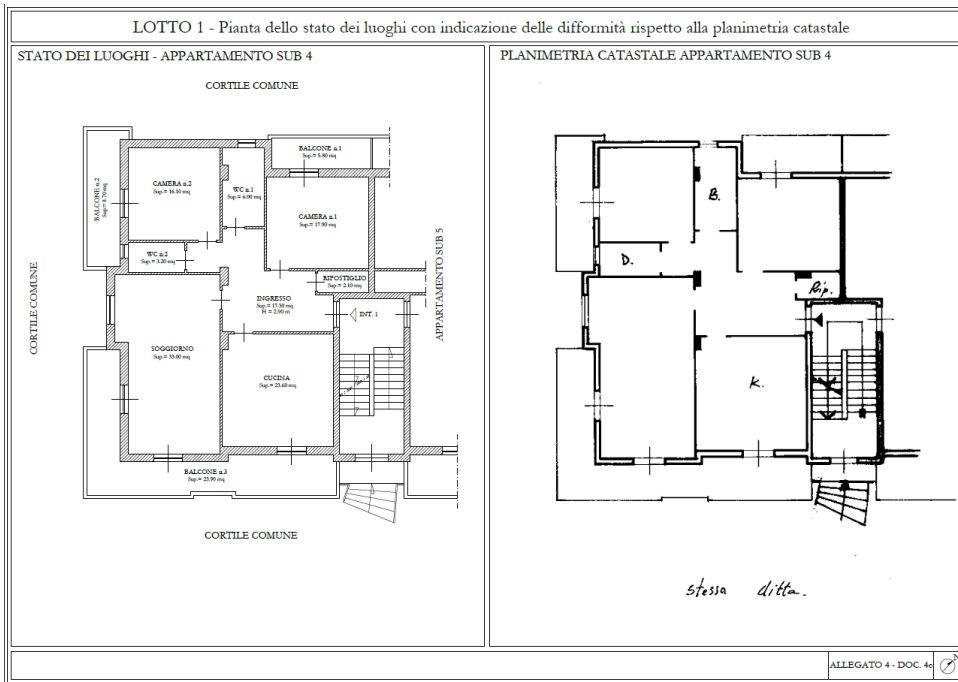 LOTTO 1 - Pianta dello stato dei luoghi con indicazione delle difformità rispetto alla planimetria catastale
STATO DEI LUOGHI - APPARTAMENTO SUB 4
CORTILE COMUNE
BALCONE n.1
Sup.= 5.80 mq
BALCONE n.2
Sup.= 8.70 mq
CAMERA n.2
Sup.= 16.10 mq
WC n.1
Sup.= 6.00 mq
CAMERA n.1
Sup.= 17.90 mq
WC n.2
Sup.= 3.20 mq
RIPOSTIGLIO
Sup.= 2.10 mq
CORTILE COMUNE
APPARTAMENTO SUB 5
INGRESSO
Sup.= 17.30 mq
H = 2.90 m
INT. 1
SOGGIORNO
Sup.= 33.00 mq
CUCINA
Sup.= 23.60 mq
BALCONE n.3
Sup.= 23.90 mq
CORTILE COMUNE
PLANIMETRIA CATASTALE APPARTAMENTO SUB 4
B.
D.
Rip.
K.
stessa ditta.
ALLEGATO 4 - DOC. 4c
N